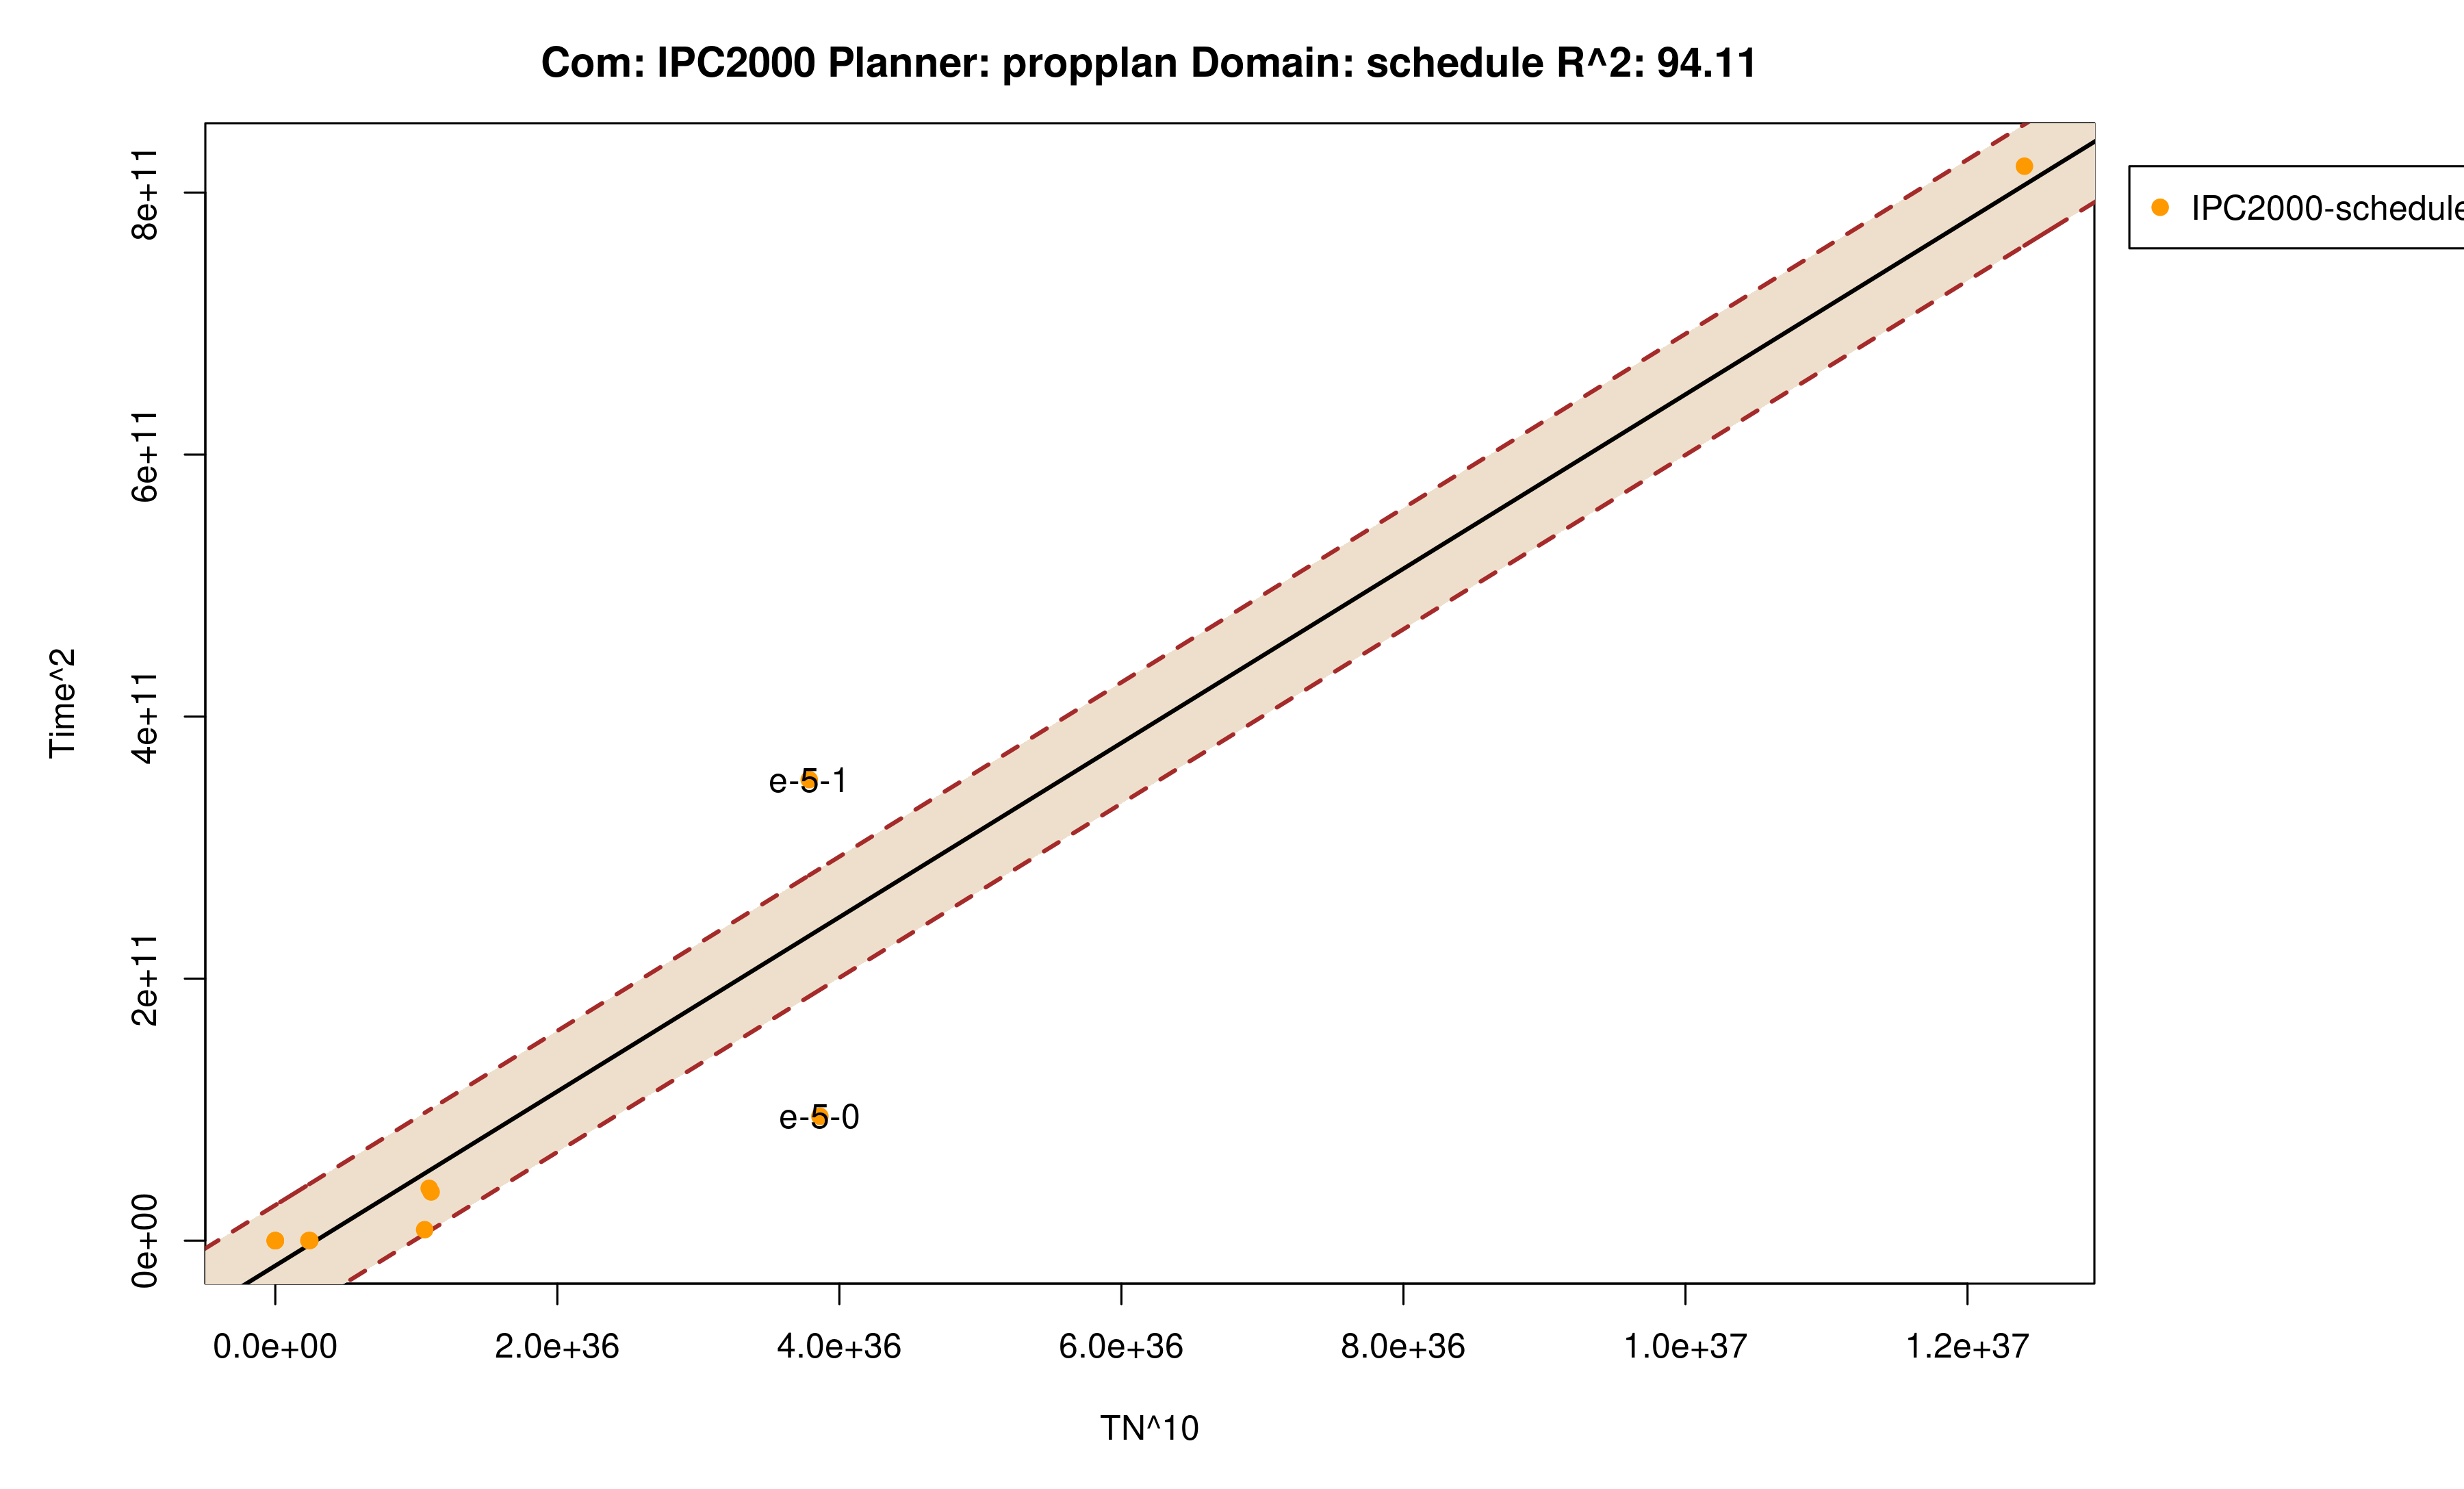 Com: IPC2000 Planner: propplan Domain: schedule R^2: 94.11
8e+11
6e+11
4e+11
2e+11
0e+00
Time^2
IPC2000-schedule
e-5-1
e-5-0
0.0e+00 2.0e+36 4.0e+36 6.0e+36 8.0e+36 1.0e+37 1.2e+37
TN^10